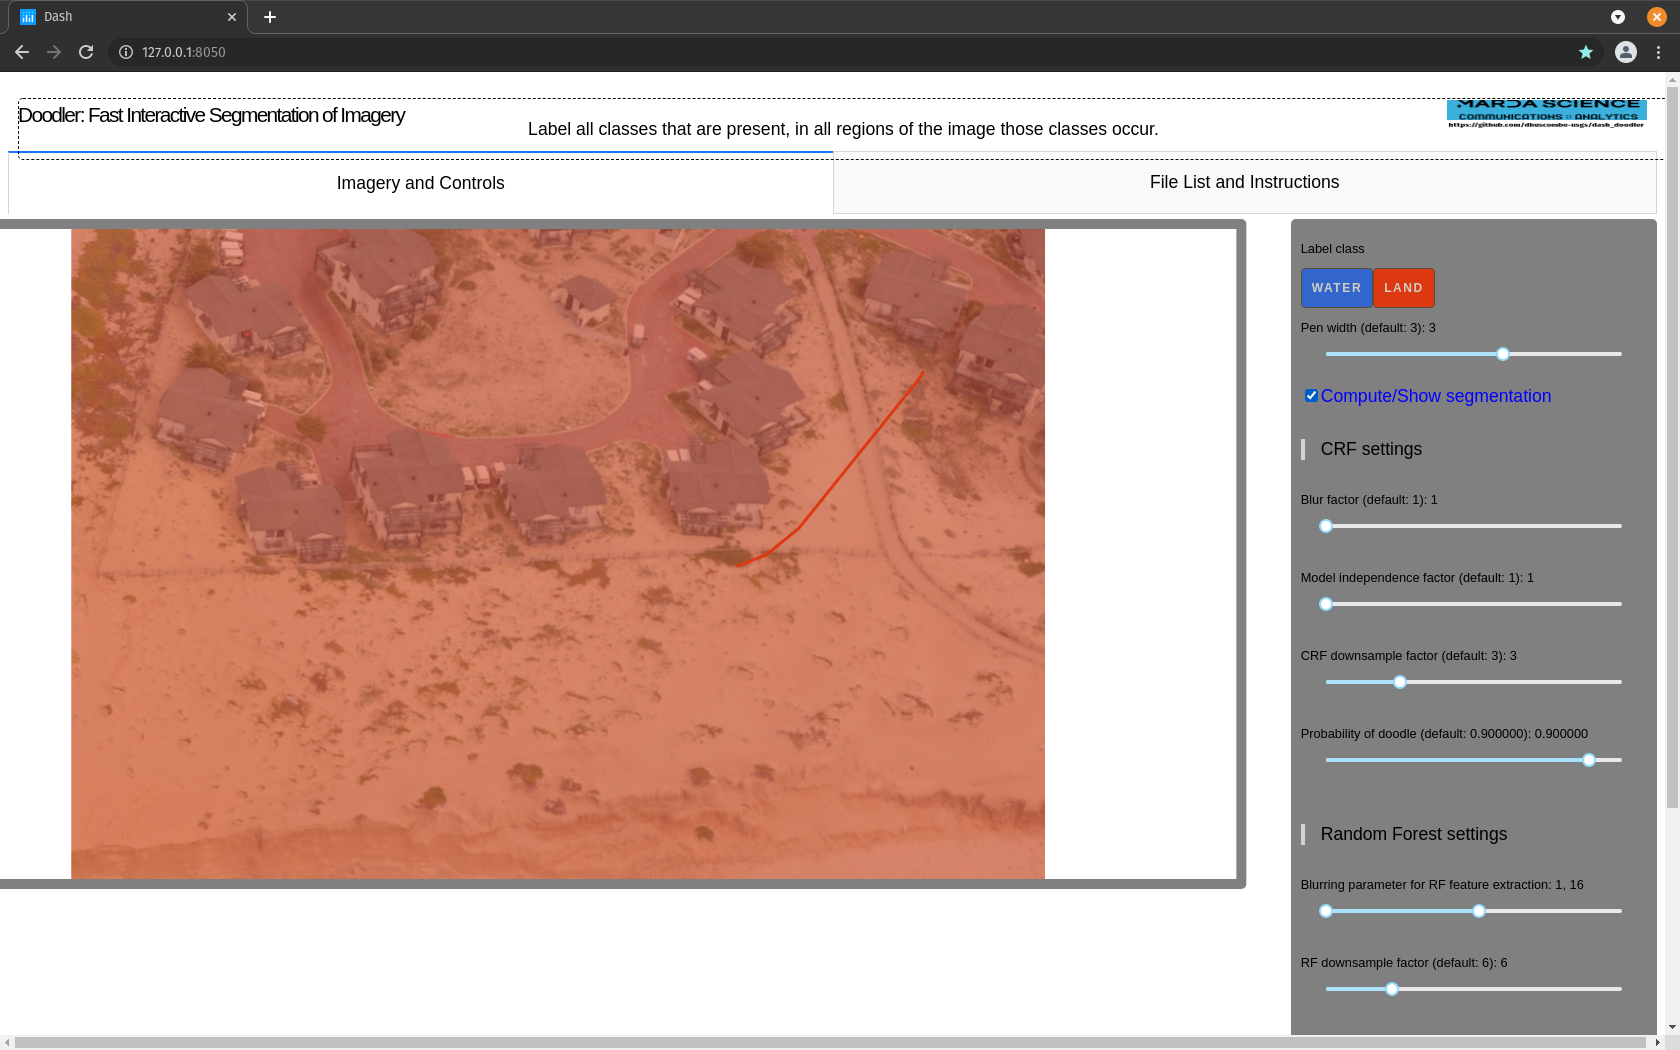 Dash
127.0.0.1:8050
Doodler: Fast Interactive Segmentation of Imagery
Label all classes that are present, in all regions of the image those classes occur.
MARDA SCIENCE
COMMUNICATIONS :: ANALYTICS
https://github.com/dbuscombe-usgs/dash_doodler
Imagery and Controls
File List and Instructions
Label class
WATER LAND
Pen width (default: 3): 3
Compute/Show segmentation
CRF settings
Blur factor (default: 1): 1
Model independence factor (default: 1): 1
CRF downsample factor (default: 3): 3
Probability of doodle (default: 0.900000): 0.900000
Random Forest settings
Blurring parameter for RF feature extraction: 1, 16
RF downsample factor (default: 6): 6